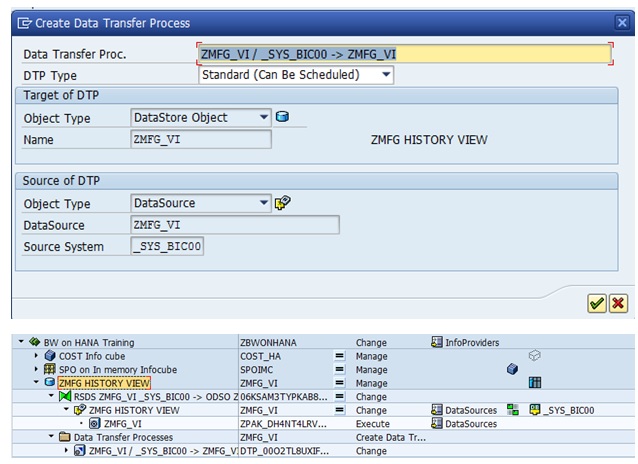 Create Data Transfer Process
Data Transfer Proc. ZMFG_VI / _SYS_BIC00 -> ZMFG_VI
DTP Type Standard (Can Be Scheduled)
Target of DTP
Object Type DataStore Object
Name ZMFG_VI ZMFG HISTORY VIEW
Source of DTP
Object Type DataSource
DataSource ZMFG_VI
Source System _SYS_BIC00
BW on HANA Training ZBWONHANA Change InfoProviders
COST Info cube COST_HA = Manage
SPO on In memory Infocube SPOIMC = Manage
ZMFG HISTORY VIEW ZMFG_VI = Manage
RSDS ZMFG_VI _SYS_BIC00 -> ODSO Z 06KSAM3TYPKAB8... = Change
ZMFG HISTORY VIEW ZMFG_VI = Change DataSources _SYS_BIC00
ZMFG_VI ZPAK_DH4NT4LRV... Execute DataSources
Data Transfer Processes ZMFG_VI Create Data Tr...
ZMFG_VI / _SYS_BIC00 -> ZMFG_V DTP_00O2TL8UXIF... Change